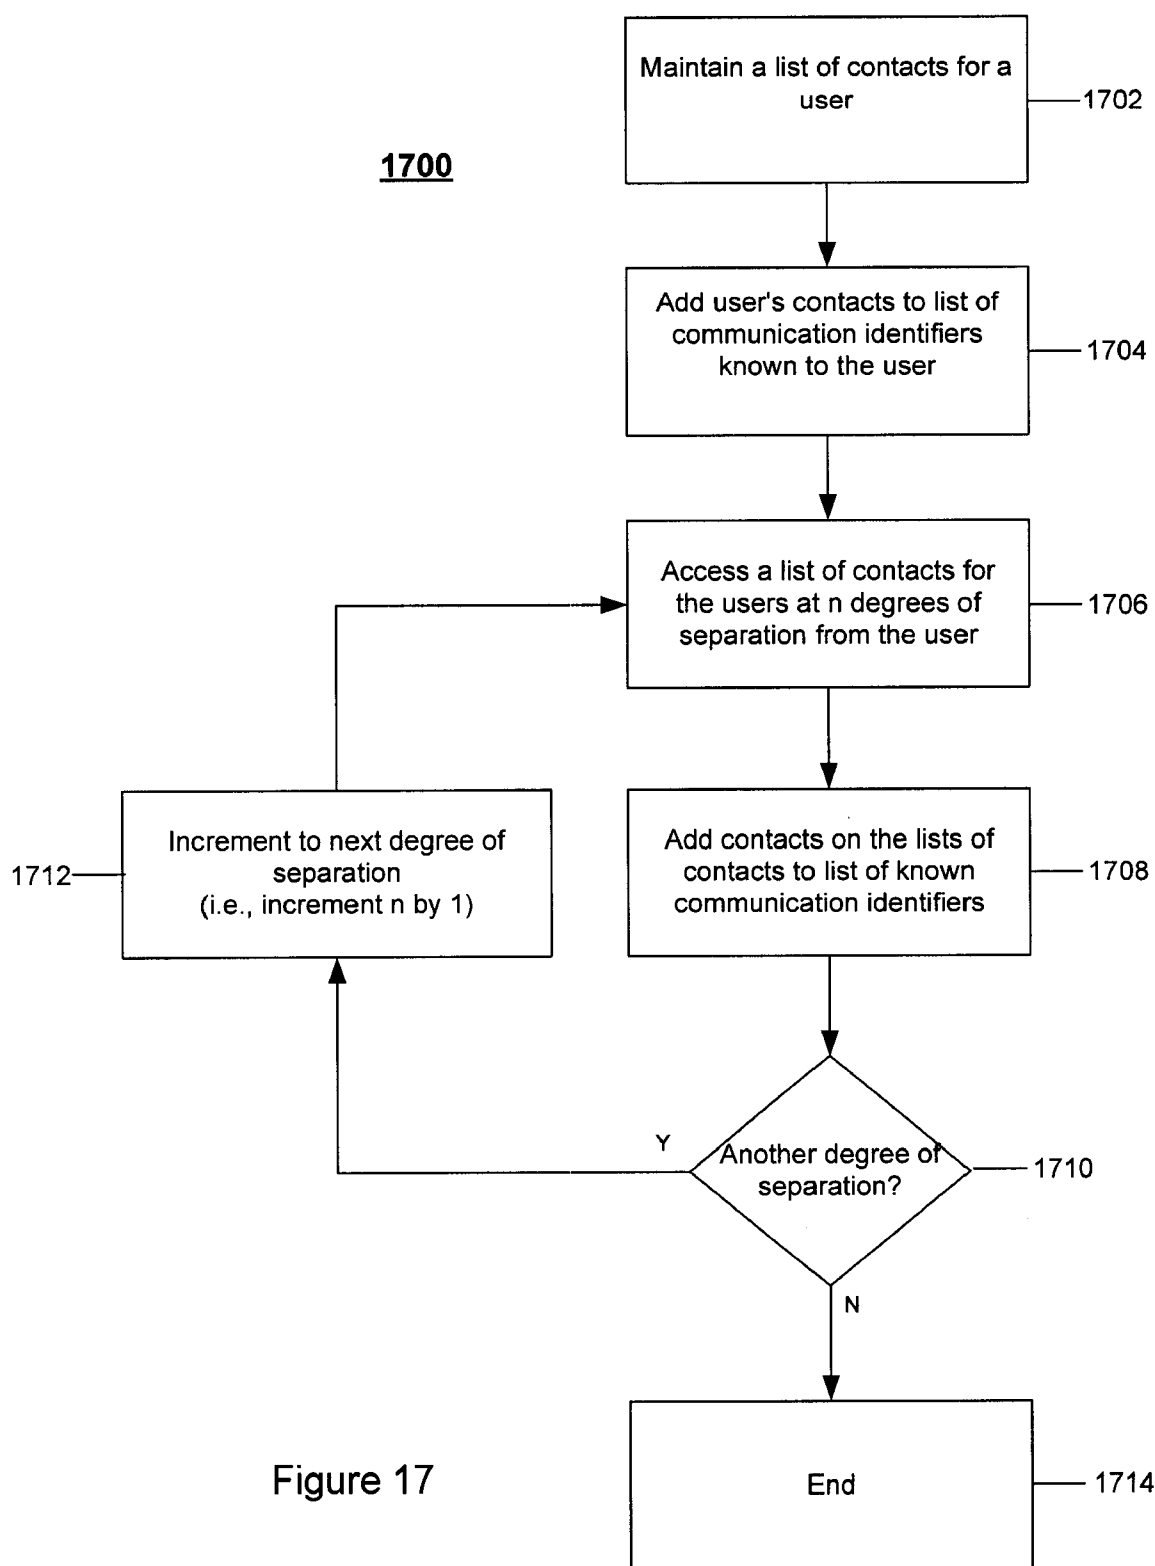 Maintain a list of contacts for a
user
1702
1700
Add user's contacts to list of
communication identifiers
known to the user
1704
Access a list of contacts for
the users at n degrees of
separation from the user
1706
Increment to next degree of
separation
(i.e., increment n by 1)
1712
Add contacts on the lists of
contacts to list of known
communication identifiers
1708
Y
Another degree of
separation?
1710
N
End
1714
Figure 17